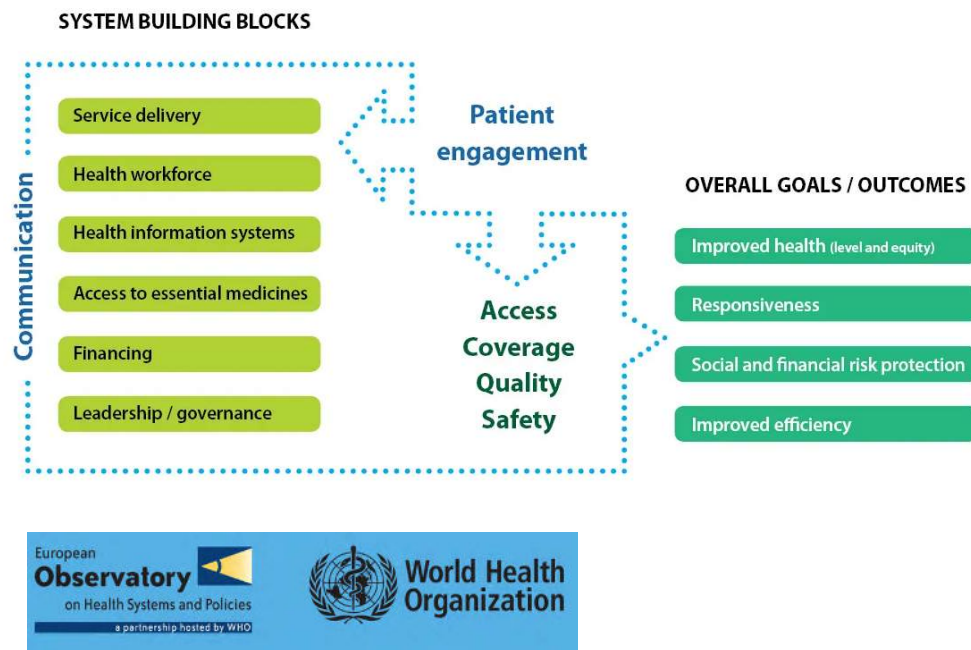 SYSTEM BUILDING BLOCKS
Communication
Service delivery
Health workforce
Health information systems
Access to essential medicines
Financing
Leadership / governance
Patient
engagement
Access
Coverage
Quality
Safety
OVERALL GOALS / OUTCOMES
Improved health (level and equity)
Responsiveness
Social and financial risk protection
Improved efficiency
European
Observatory
on Health Systems and Policies
a partnership hosted by WHO
World Health
Organization